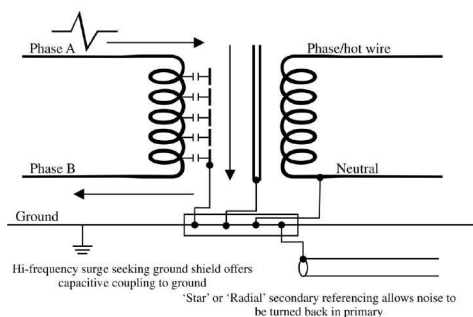 Phase A
Phase/hot wire
Phase B
Neutral
Ground
Hi-frequency surge seeking ground shield offers
capacitive coupling to ground
‘Star’ or ‘Radial’ secondary referencing allows noise to
be turned back in primary